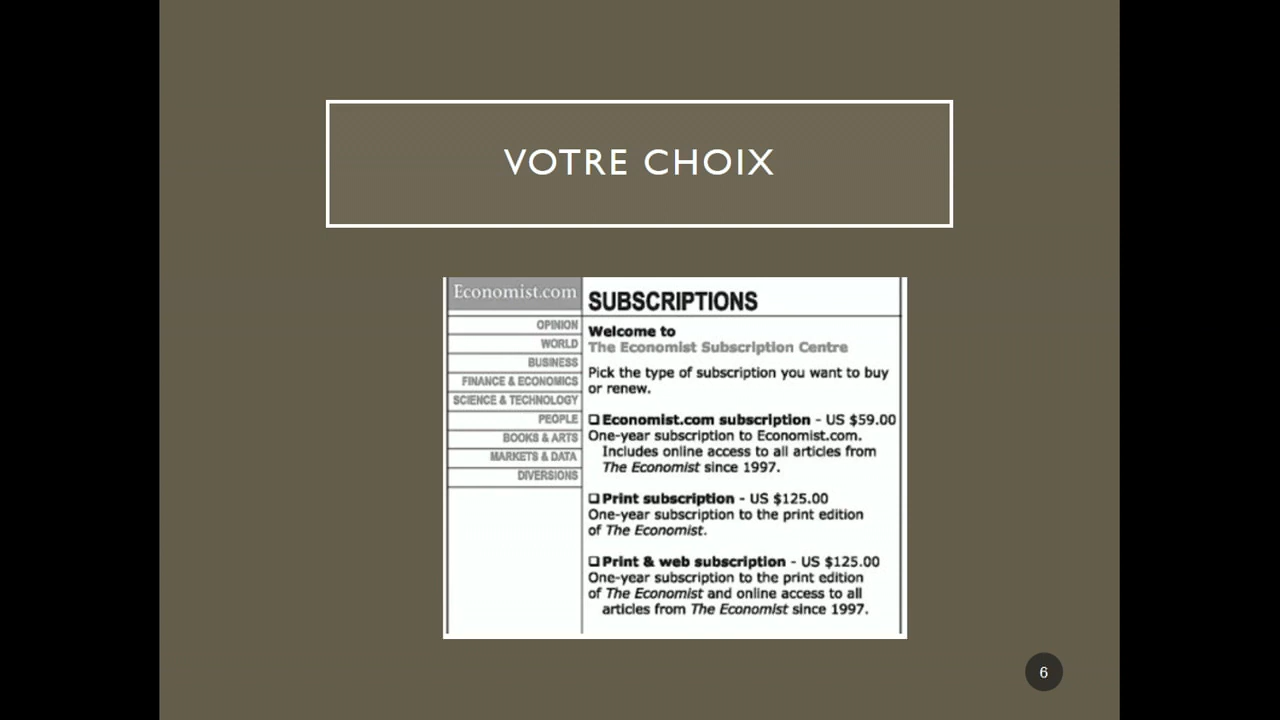 VOTRE CHOIX
Economist.com
OPINION
WORLD
BUSINESS
FINANCE & ECONOMICS
SCIENCE & TECHNOLOGY
PEOPLE
BOOKS & ARTS
MARKETS & DATA
DIVERSIONS
SUBSCRIPTIONS
Welcome to
The Economist Subscription Centre
Pick the type of subscription you want to buy
or renew.
❑ Economist.com subscription - US $59.00
One-year subscription to Economist.com.
Includes online access to all articles from
The Economist since 1997.
❑ Print subscription - US $125.00
One-year subscription to the print edition
of The Economist.
❑ Print & web subscription - US $125.00
One-year subscription to the print edition
of The Economist and online access to all
articles from The Economist since 1997.
6